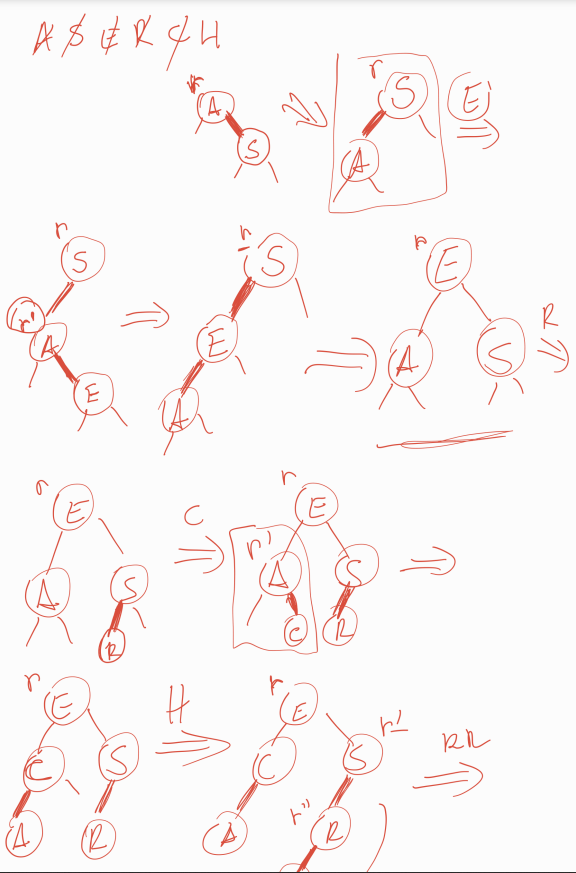 A S E R C H
r A S
r S A E
r S r' A E
r S E A
r E A S R
r E A S R C
r E r' A S C R
r E C S A R H
r E C S r' A r'' R RR